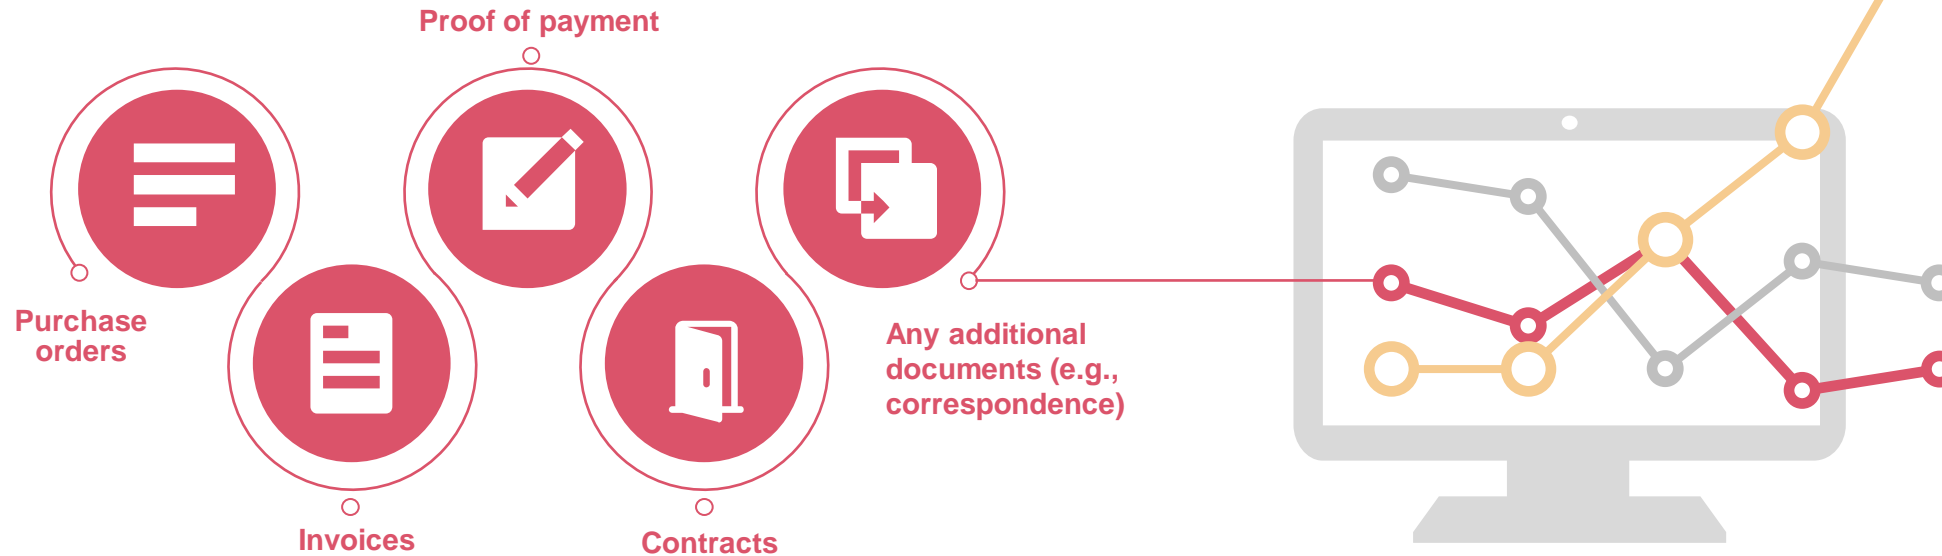 Proof of payment
Purchase
orders
Invoices
Contracts
Any additional
documents (e.g.,
correspondence)